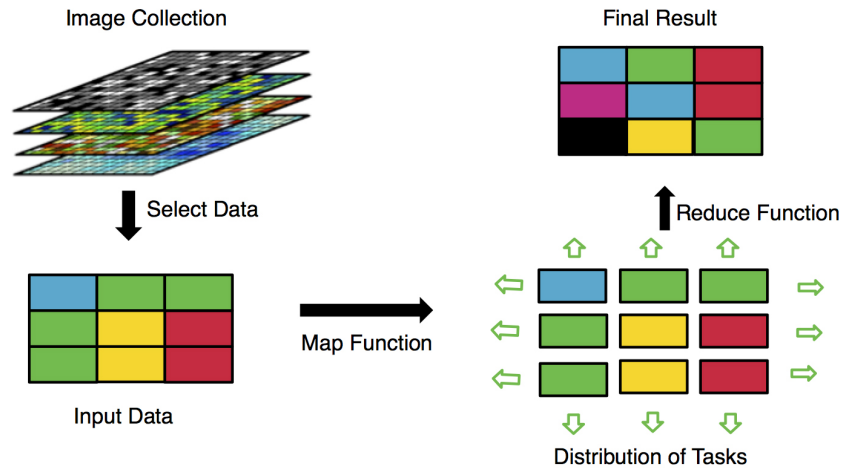 Image Collection
Final Result
Select Data
Reduce Function
Map Function
Input Data
Distribution of Tasks